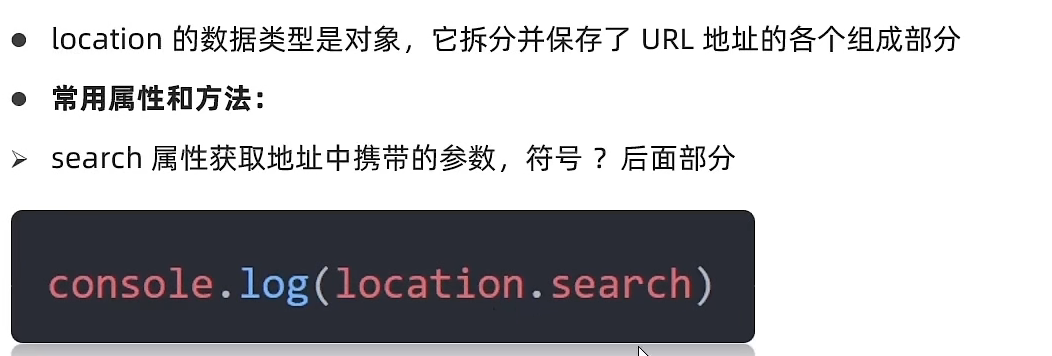 ● location 的数据类型是对象，它拆分并保存了 URL 地址的各个组成部分
● 常用属性和方法：
➢ search 属性获取地址中携带的参数，符号 ？后面部分
console.log(location.search)